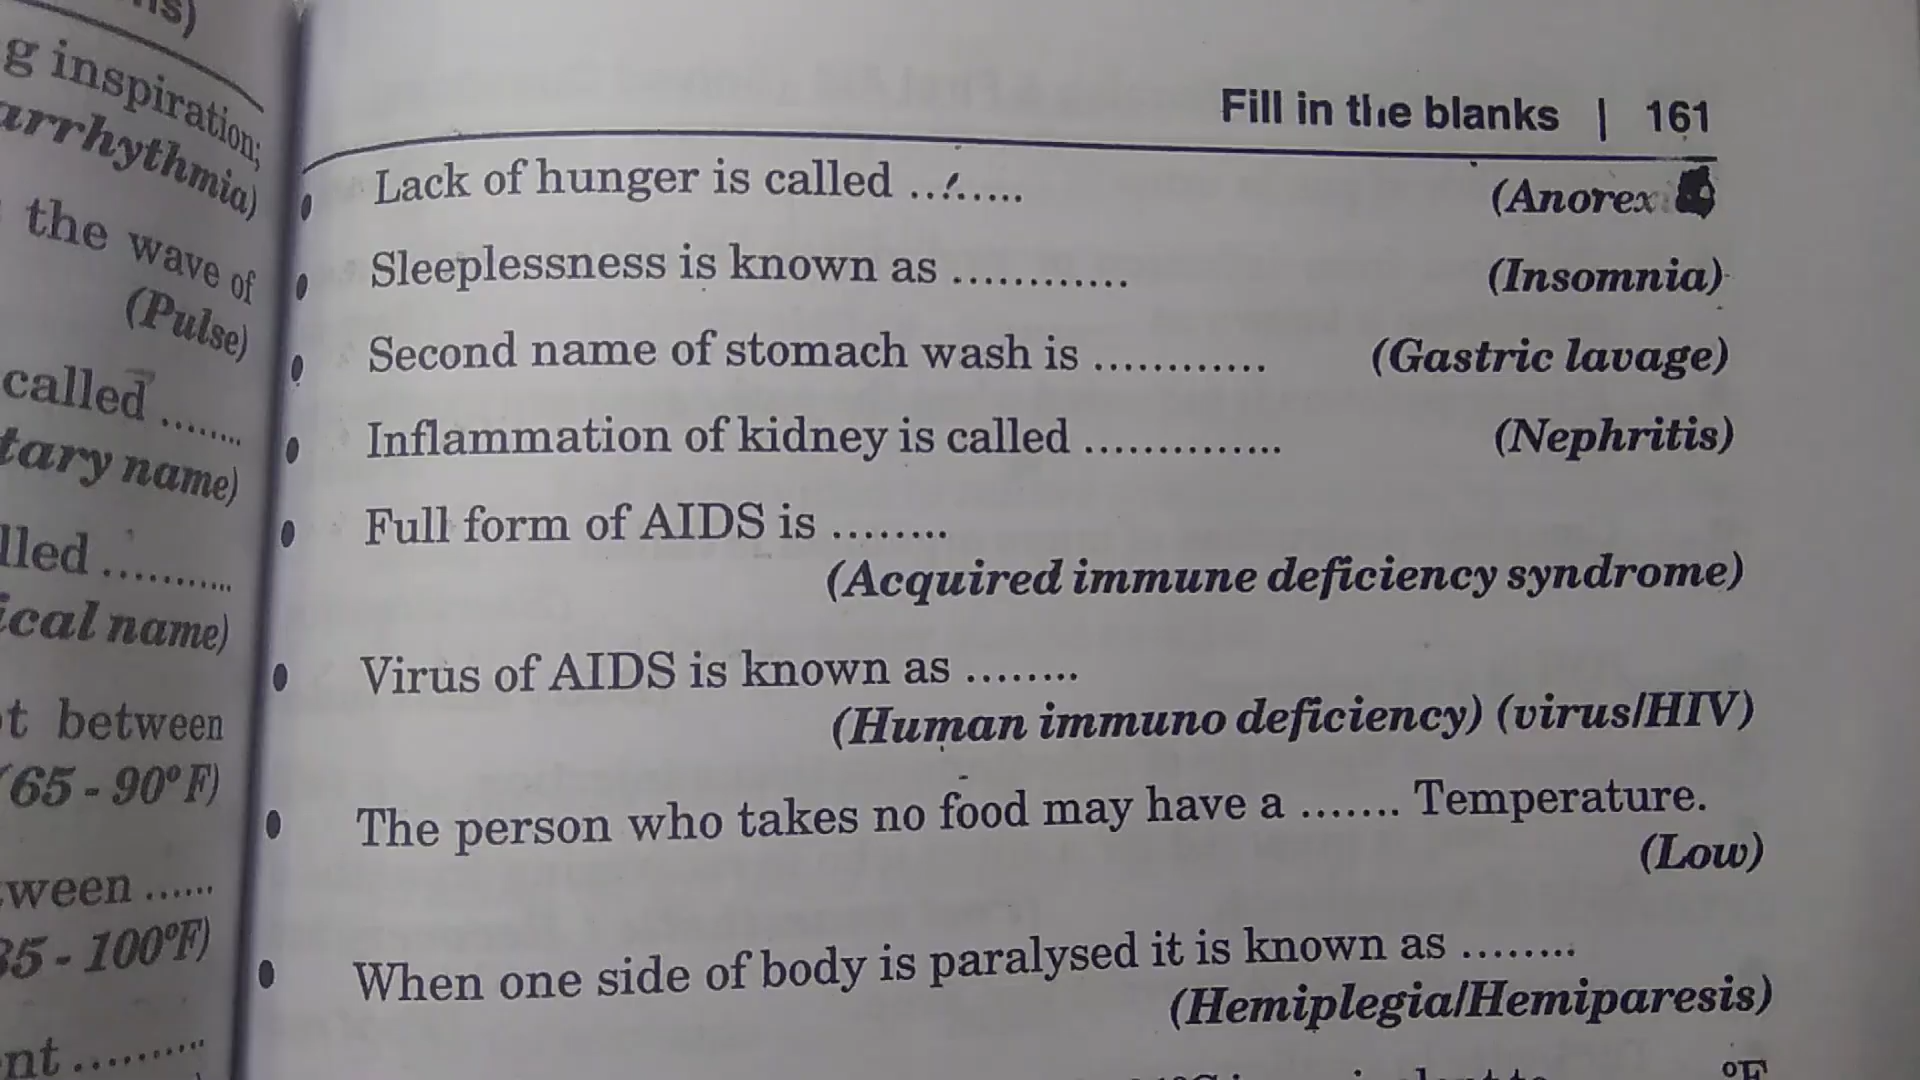 g inspiration;
arrhythmia)
the wave of
(Pulse)
called ........
tary name)
lled ...........
ical name)
t between
(65 - 90°F)
ween ......
35 - 100°F)
nt ..........
Fill in the blanks | 161
Lack of hunger is called .........
(Anorex
Sleeplessness is known as ............ (Insomnia)
Second name of stomach wash is ............ (Gastric lavage)
Inflammation of kidney is called .............. (Nephritis)
Full form of AIDS is ........
(Acquired immune deficiency syndrome)
Virus of AIDS is known as ........
(Human immuno deficiency) (virus/HIV)
The person who takes no food may have a ....... Temperature.
(Low)
When one side of body is paralysed it is known as ........
(Hemiplegia/Hemiparesis)
°F